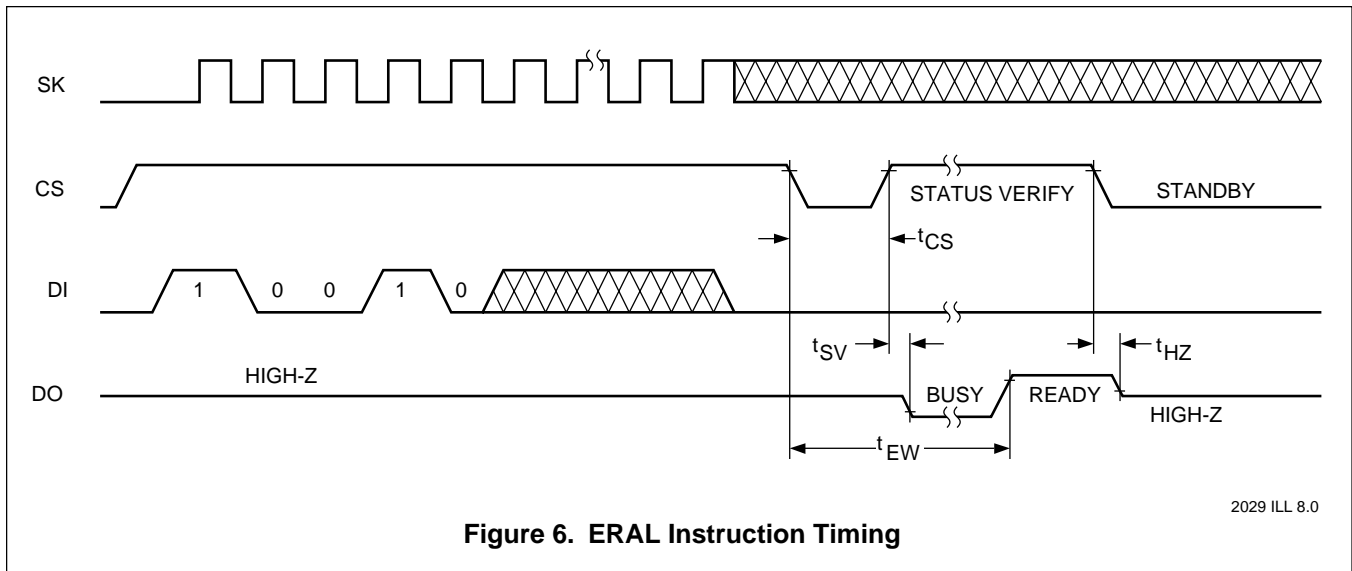 SK
CS
STATUS VERIFY
STANDBY
tCS
DI
1 0 0 1 0
tSV
tHZ
HIGH-Z
DO
BUSY
READY
HIGH-Z
tEW
2029 ILL 8.0
Figure 6. ERAL Instruction Timing